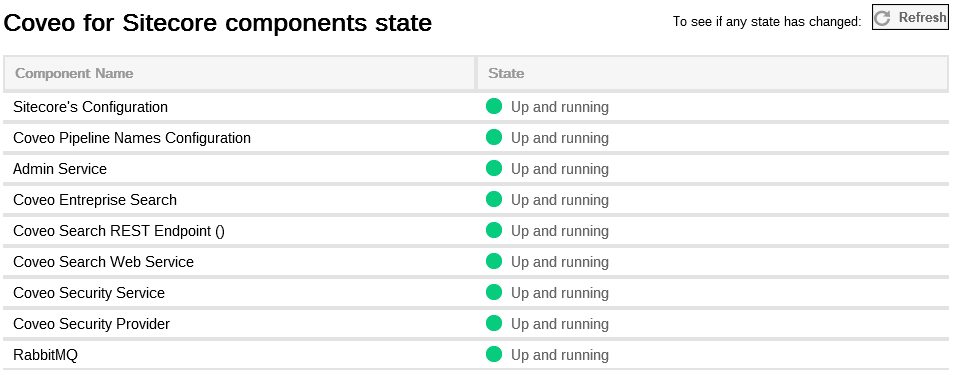 Coveo for Sitecore components state
To see if any state has changed: Refresh
Component Name State
Sitecore's Configuration Up and running
Coveo Pipeline Names Configuration Up and running
Admin Service Up and running
Coveo Entreprise Search Up and running
Coveo Search REST Endpoint () Up and running
Coveo Search Web Service Up and running
Coveo Security Service Up and running
Coveo Security Provider Up and running
RabbitMQ Up and running